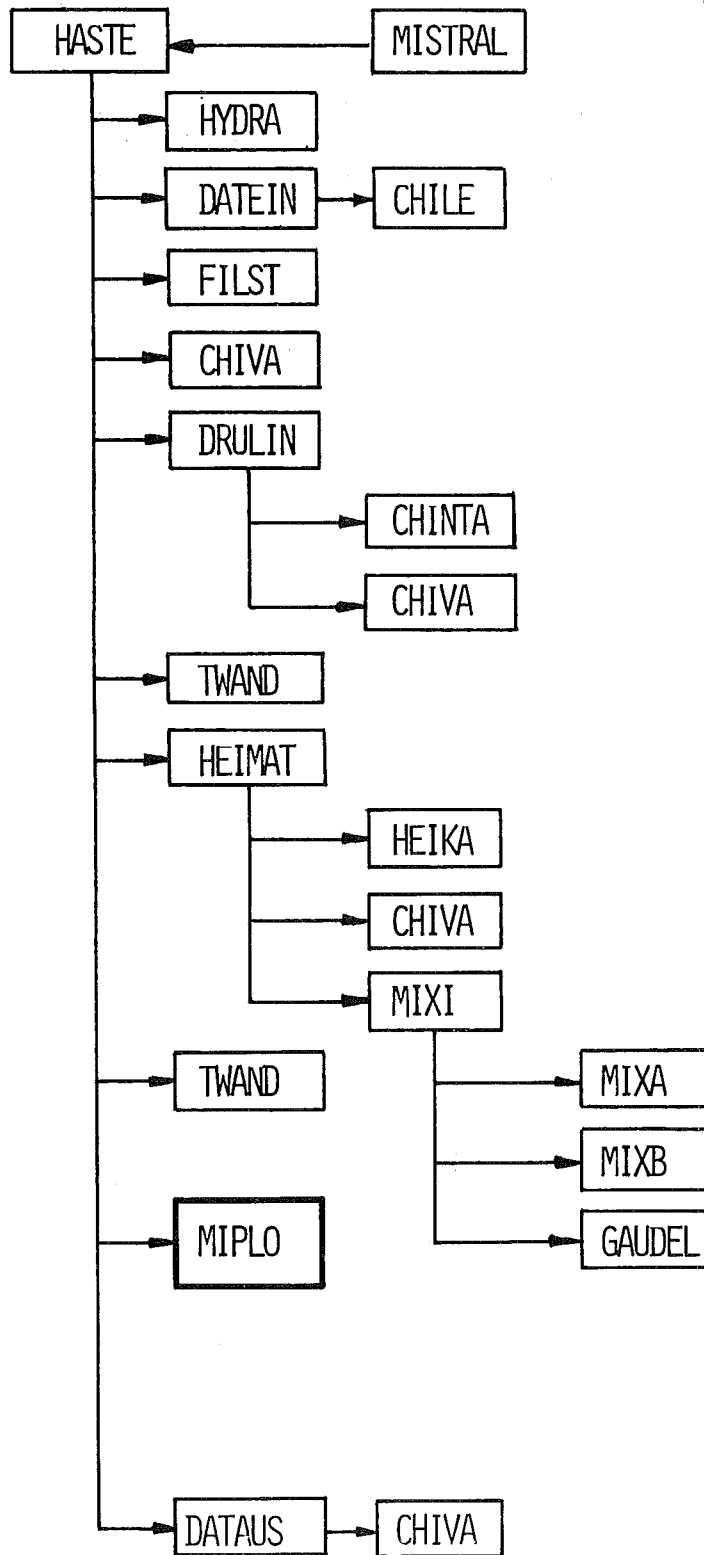 HASTE MISTRAL
HYDRA
DATEIN CHILE
FILST
CHIVA
DRULIN
CHINTA
CHIVA
TWAND
HEIMAT
HEIKA
CHIVA
MIXI
TWAND MIXA
MIXB
MIPLO GAUDEL
DATAUS CHIVA